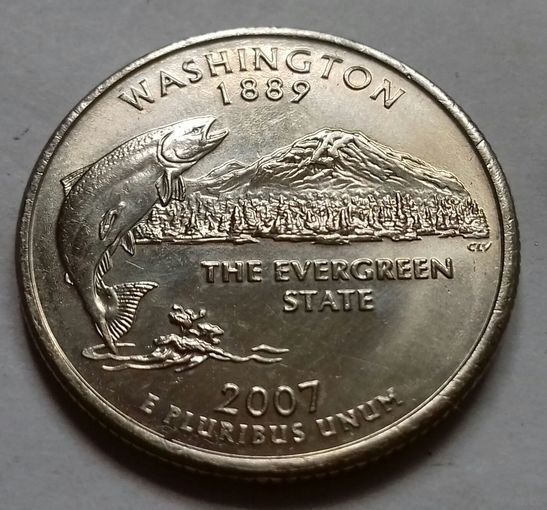 WASHINGTON
1889
CLV
THE EVERGREEN
STATE
2007
E PLURIBUS UNUM